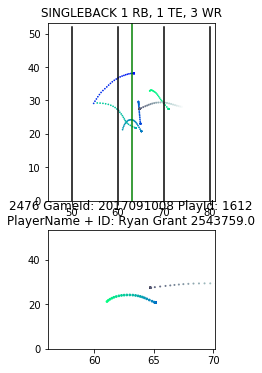 SINGLEBACK 1 RB, 1 TE, 3 WR
50
40
30
20
10
0
50 60 70 80
2476 GameId: 2017091008 PlayId: 1612
PlayerName + ID: Ryan Grant 2543759.0
40
20
0
60 65 70